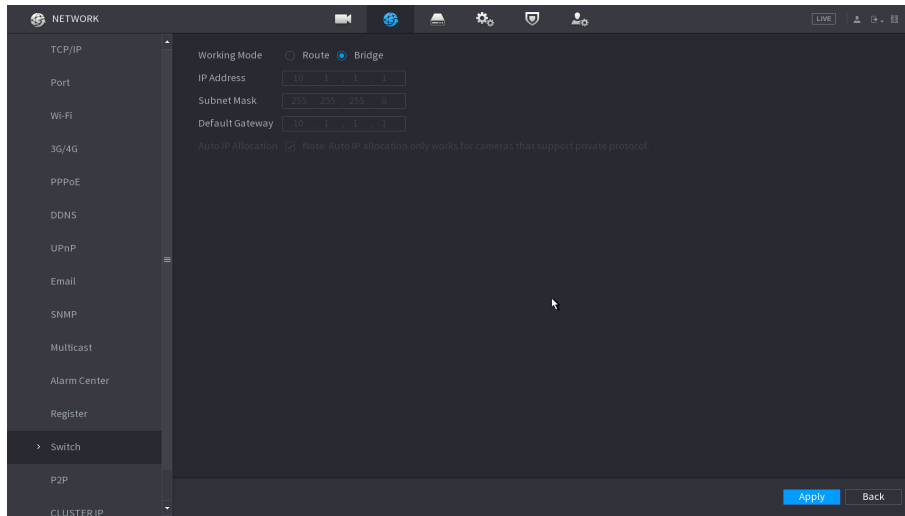 NETWORK
LIVE
TCP/IP
Port
Wi-Fi
3G/4G
PPPoE
DDNS
UPnP
Email
SNMP
Multicast
Alarm Center
Register
Switch
P2P
CLUSTER IP
Working Mode Route Bridge
IP Address 10 . 1 . 1 . 1
Subnet Mask 255 . 255 . 255 . 0
Default Gateway 10 . 1 . 1 . 1
Auto IP Allocation Note:Auto IP allocation only works for cameras that support private protocol.
Apply Back